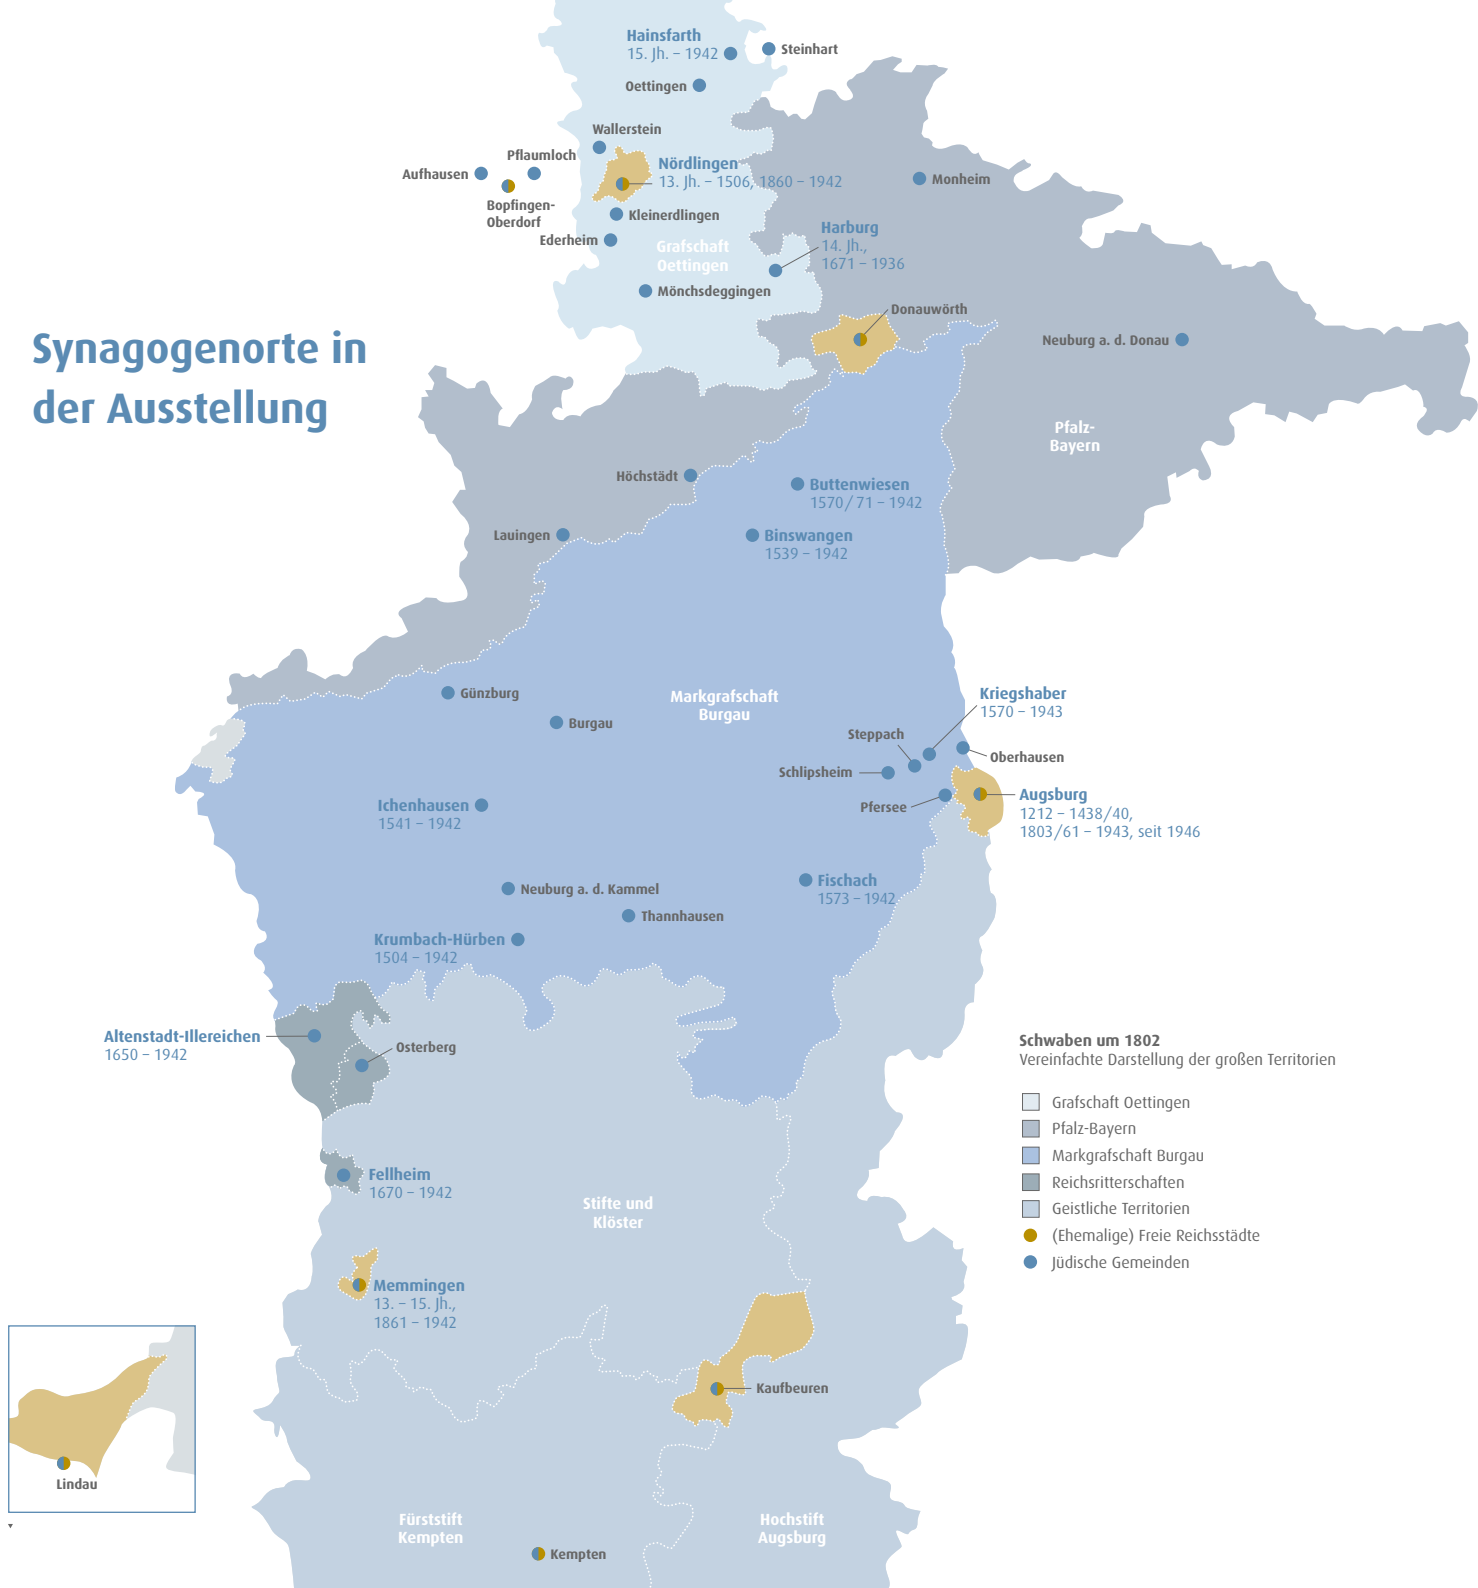 Hainsfarth
15. Jh. – 1942
Steinhart
Oettingen
Wallerstein
Pflaumloch
Aufhausen
Nördlingen
13. Jh. – 1506, 1860 – 1942
Monheim
Bopfingen-
Oberdorf
Kleinerdlingen
Ederheim
Grafschaft
Oettingen
Harburg
14. Jh.,
1671 – 1936
Mönchsdeggingen
Donauwörth
Neuburg a. d. Donau
Synagogenorte in
der Ausstellung
Pfalz-
Bayern
Höchstädt
Buttenwiesen
1570/71 – 1942
Lauingen
Binswangen
1539 – 1942
Günzburg
Burgau
Markgrafschaft
Burgau
Kriegshaber
1570 – 1943
Steppach
Oberhausen
Schlipsheim
Pfersee
Augsburg
1212 – 1438/40,
1803/61 – 1943, seit 1946
Ichenhausen
1541 – 1942
Neuburg a. d. Kammel
Fischach
1573 – 1942
Thannhausen
Krumbach-Hürben
1504 – 1942
Altenstadt-Illereichen
1650 – 1942
Osterberg
Fellheim
1670 – 1942
Stifte und
Klöster
Memmingen
13. – 15. Jh.,
1861 – 1942
Kaufbeuren
Lindau
Fürststift
Kempten
Kempten
Hochstift
Augsburg
Schwaben um 1802
Vereinfachte Darstellung der großen Territorien
Grafschaft Oettingen
Pfalz-Bayern
Markgrafschaft Burgau
Reichsritterschaften
Geistliche Territorien
(Ehemalige) Freie Reichsstädte
Jüdische Gemeinden